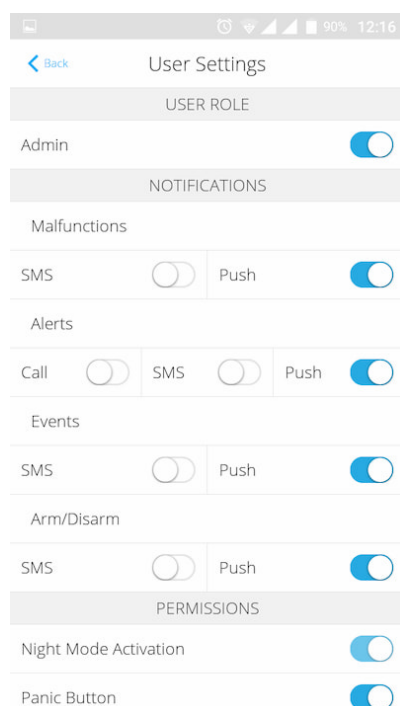 90% 12:16
Back User Settings
USER ROLE
Admin
NOTIFICATIONS
Malfunctions
SMS Push
Alerts
Call SMS Push
Events
SMS Push
Arm/Disarm
SMS Push
PERMISSIONS
Night Mode Activation
Panic Button